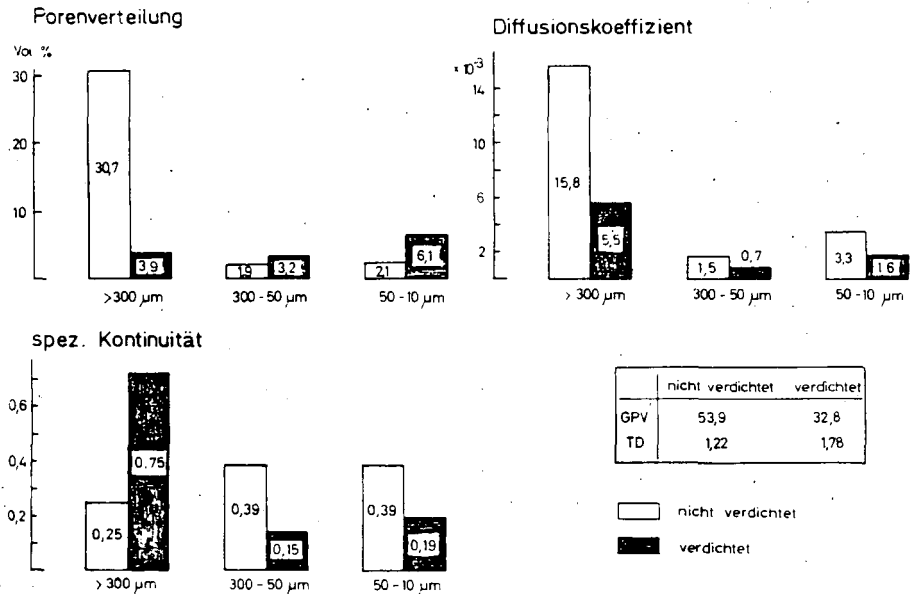 Porenverteilung
Vol %
30
20
10
30,7
3,9
1,9
3,2
2,1
6,1
>300 µm
300-50 µm
50-10 µm
Diffusionskoeffizient
× 10⁻³
14
10
6
2
15,8
5,5
1,5
0,7
3,3
1 6
> 300 µm
300-50 µm
50-10 µm
spez. Kontinuität
0,6
0,4
0,2
0,25
0.75
0,39
0,15
0,39
0,19
> 300 µm
300-50 µm
50-10 µm
nicht verdichtet verdichtet
GPV 53,9 32,8
TD 1,22 1,78
nicht verdichtet
verdichtet